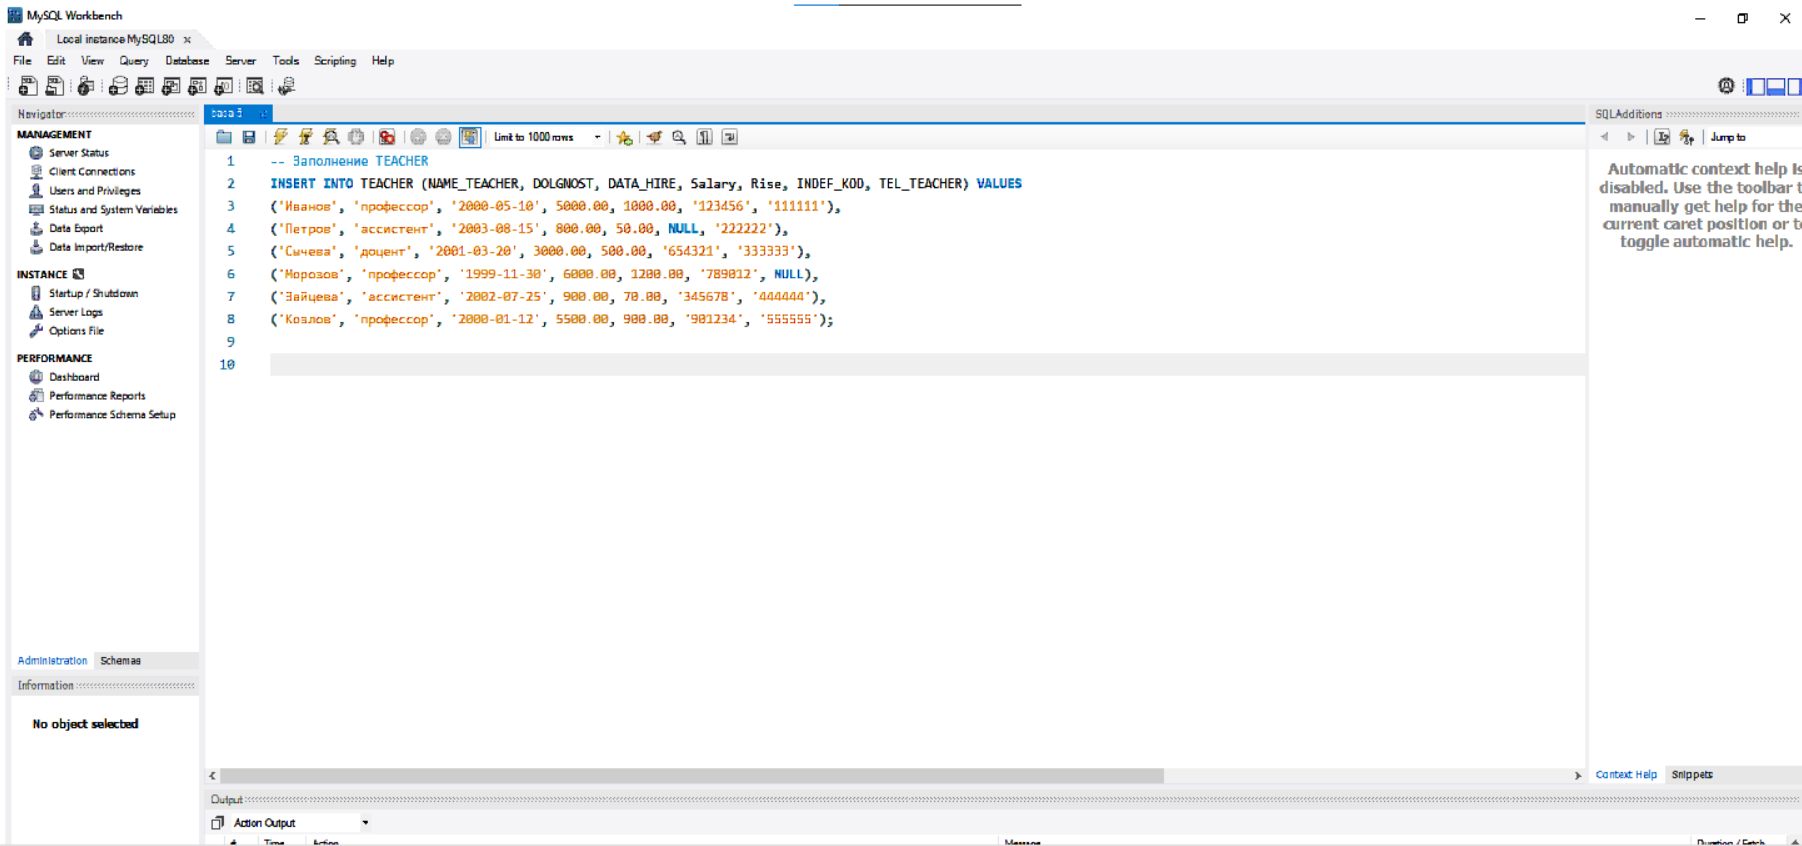 MySQL Workbench
Local instance MySQL80 x
File Edit View Query Database Server Tools Scripting Help
Navigator
MANAGEMENT
Server Status
Client Connections
Users and Privileges
Status and System Variables
Data Export
Data Import/Restore
INSTANCE
Startup / Shutdown
Server Logs
Options File
PERFORMANCE
Dashboard
Performance Reports
Performance Schema Setup
Administration Schemas
Information
No object selected
Limit to 1000 rows
1 -- Заполнение TEACHER
2 INSERT INTO TEACHER (NAME_TEACHER, DOLGNOST, DATA_HIRE, Salary, Rise, INDEF_KOD, TEL_TEACHER) VALUES
3 ('Иванов', 'профессор', '2000-05-10', 5000.00, 1000.00, '123456', '111111'),
4 ('Петров', 'ассистент', '2003-08-15', 800.00, 50.00, NULL, '222222'),
5 ('Сычева', 'доцент', '2001-03-20', 3000.00, 500.00, '654321', '333333'),
6 ('Морозов', 'профессор', '1999-11-30', 6000.00, 1200.00, '789012', NULL),
7 ('Зайцева', 'ассистент', '2002-07-25', 900.00, 70.00, '345678', '444444'),
8 ('Козлов', 'профессор', '2000-01-12', 5500.00, 900.00, '901234', '555555');
9
10
SQLAdditions
Jump to
Automatic context help is
disabled. Use the toolbar t
manually get help for the
current caret position or to
toggle automatic help.
Context Help Snippets
Output
Action Output
# Time Action Message Duration / Fetch